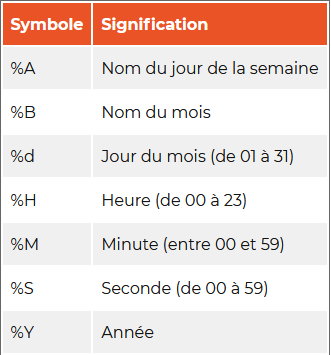 Symbole Signification
%A Nom du jour de la semaine
%B Nom du mois
%d Jour du mois (de 01 à 31)
%H Heure (de 00 à 23)
%M Minute (entre 00 et 59)
%S Seconde (de 00 à 59)
%Y Année